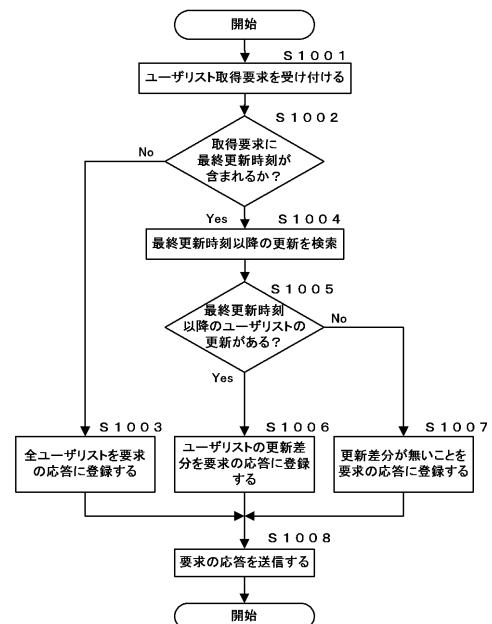 開始
S1001
ユーザリスト取得要求を受け付ける
S1002
取得要求に
最終更新時刻が
含まれるか?
No
Yes
S1004
最終更新時刻以降の更新を検索
S1005
最終更新時刻
以降のユーザリストの
更新がある?
No
Yes
S1003
全ユーザリストを要求
の応答に登録する
S1006
ユーザリストの更新差
分を要求の応答に登録
する
S1007
更新差分が無いことを
要求の応答に登録する
S1008
要求の応答を送信する
開始